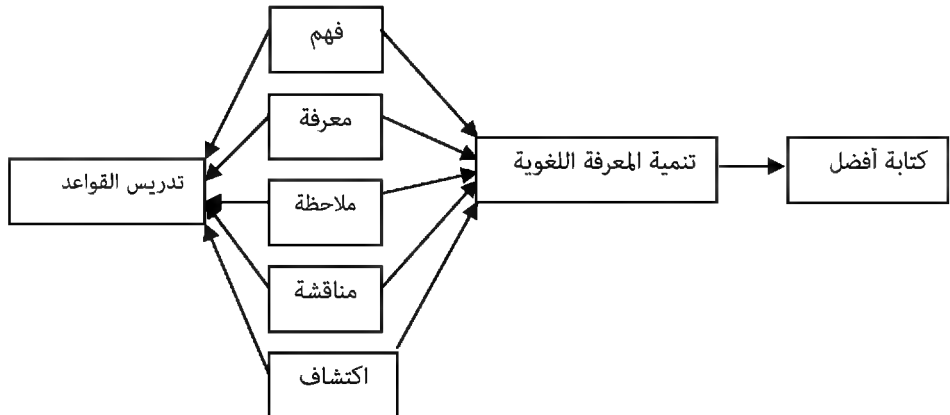 فهم
معرفة
ملاحظة
مناقشة
اكتشاف
تدريس القواعد
تنمية المعرفة اللغوية
كتابة أفضل